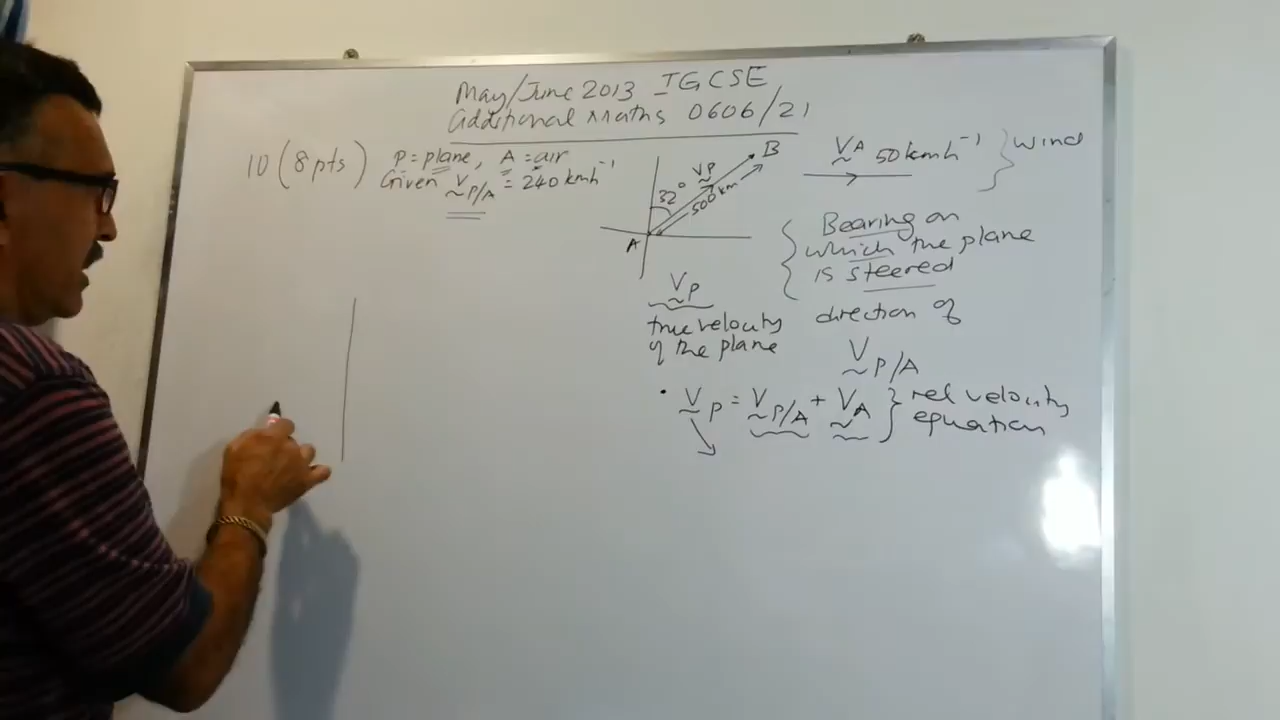 May/June 2013 IGCSE
Additional Maths 0606/21
10 (8pts) P = plane, A = air
Given V P/A = 240 kmh⁻¹
B
VP
32°
500 km
A
VA 50 kmh⁻¹ } wind
Bearing on
which the plane
is steered
direction of
V P/A
VP
true velocity
of the plane
• VP = V P/A + VA } rel velocity
equation